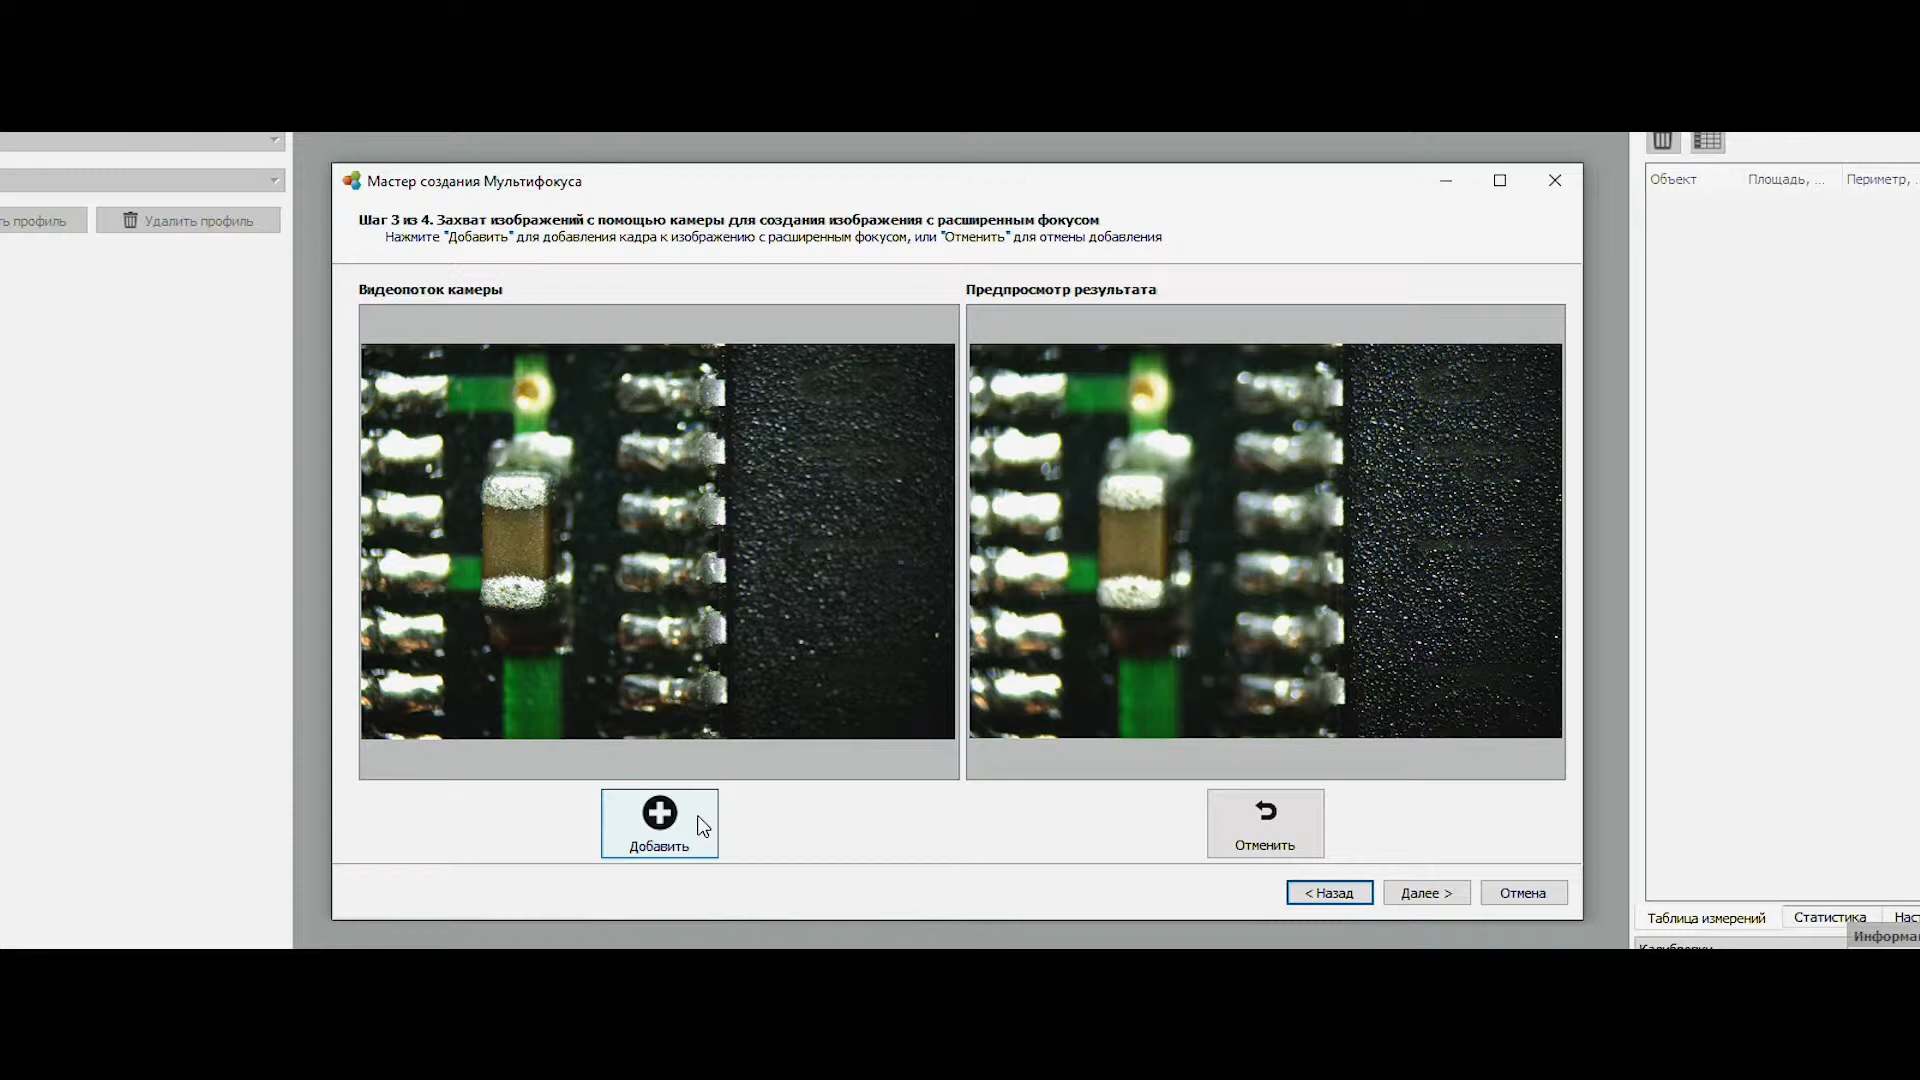 ь профиль
Удалить профиль
Мастер создания Мультифокуса
Шаг 3 из 4. Захват изображений с помощью камеры для создания изображения с расширенным фокусом
Нажмите "Добавить" для добавления кадра к изображению с расширенным фокусом, или "Отменить" для отмены добавления
Видеопоток камеры
Предпросмотр результата
Добавить
Отменить
< Назад
Далее >
Отмена
Объект
Площадь, ...
Периметр, .
Таблица измерений
Статистика
Наст
Информа
Калибровки